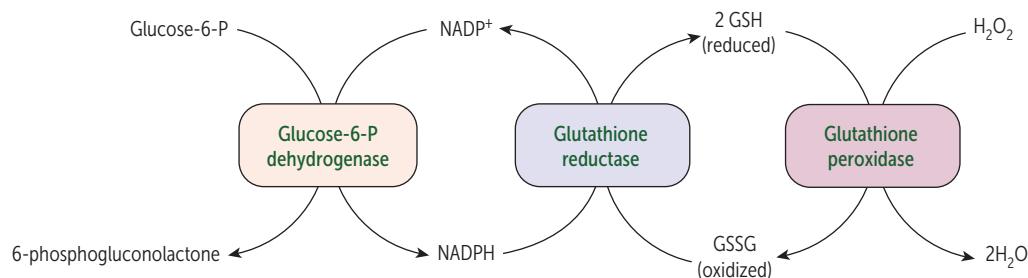 Glucose-6-P
NADP+
2 GSH
(reduced)
H2O2
Glucose-6-P
dehydrogenase
Glutathione
reductase
Glutathione
peroxidase
6-phosphogluconolactone
NADPH
GSSG
(oxidized)
2H2O